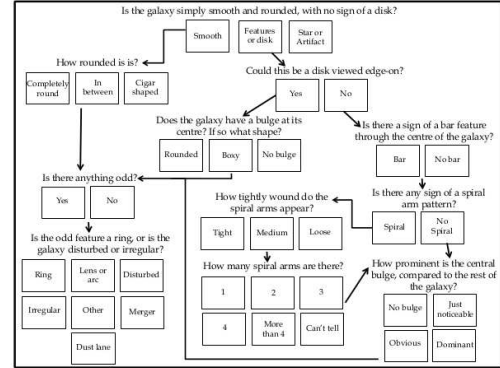 Is the galaxy simply smooth and rounded, with no sign of a disk?
Smooth
Features
or disk
Star or
Artifact
How rounded is is?
Completely
round
In
between
Cigar
shaped
Could this be a disk viewed edge-on?
Yes
No
Does the galaxy have a bulge at its
centre? If so what shape?
Rounded
Boxy
No bulge
Is there a sign of a bar feature
through the centre of the galaxy?
Bar
No bar
Is there anything odd?
Yes
No
How tightly wound do the
spiral arms appear?
Tight
Medium
Loose
Is there any sign of a spiral
arm pattern?
Spiral
No
Spiral
Is the odd feature a ring, or is the
galaxy disturbed or irregular?
Ring
Lens or
arc
Disturbed
Irregular
Other
Merger
Dust lane
How many spiral arms are there?
1
2
3
4
More
than 4
Can't tell
How prominent is the central
bulge, compared to the rest of
the galaxy?
No bulge
Just
noticeable
Obvious
Dominant